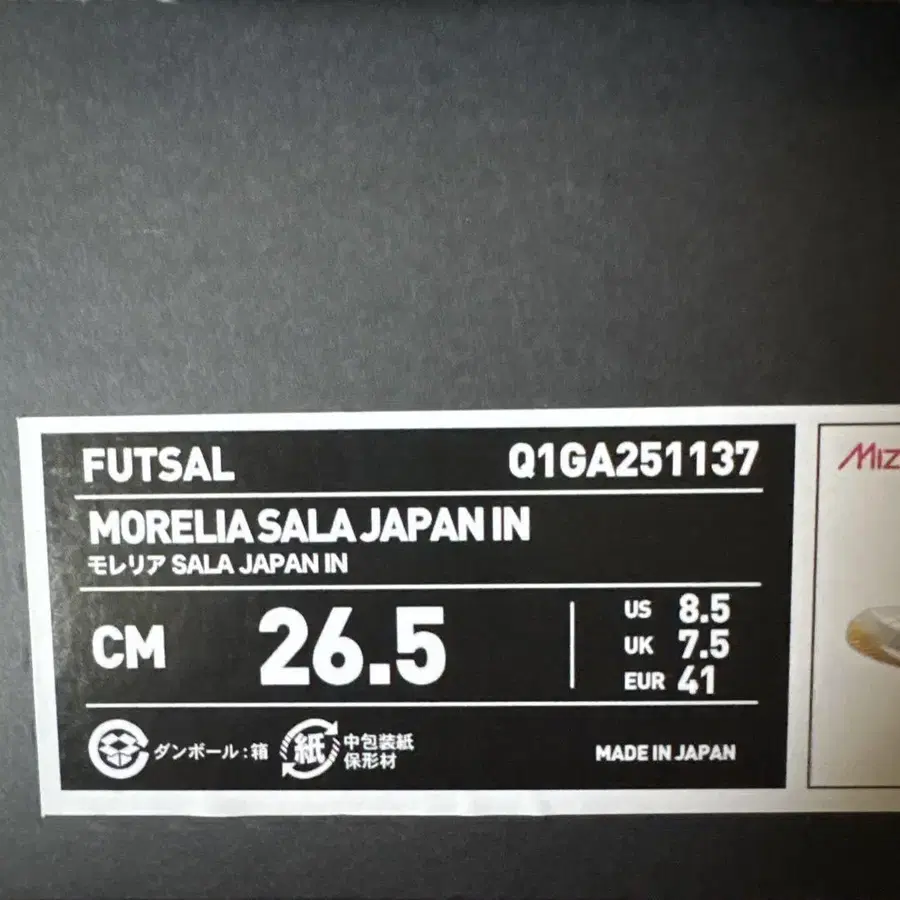 FUTSAL Q1GA251137
MORELIA SALA JAPAN IN
モレリア SALA JAPAN IN
CM 26.5
US 8.5
UK 7.5
EUR 41
ダンボール:箱
紙
中包装紙
保形材
MADE IN JAPAN
MIZ